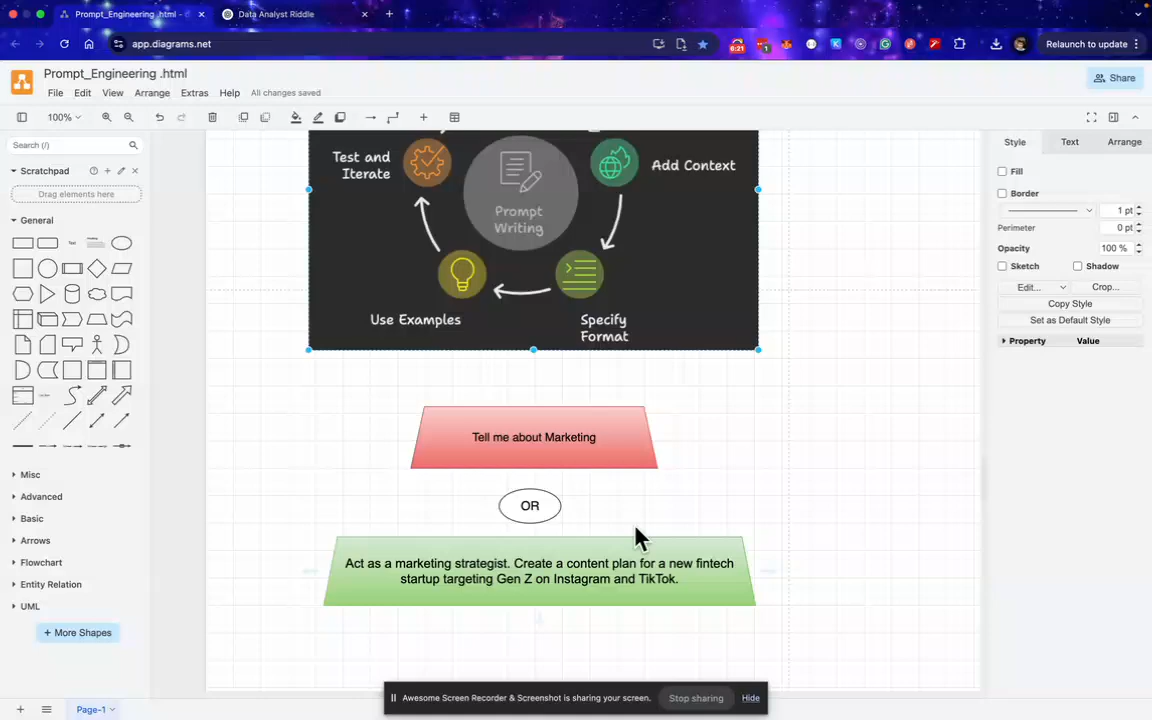 Prompt_Engineering .html - d
Data Analyst Riddle
app.diagrams.net
6:21
1
Relaunch to update
Prompt_Engineering .html
File Edit View Arrange Extras Help All changes saved
Share
100%
Search (/)
Scratchpad
Drag elements here
General
Text
Heading
Misc
Advanced
Basic
Arrows
Flowchart
Entity Relation
UML
+ More Shapes
Test and
Iterate
Prompt
Writing
Add Context
Use Examples
Specify
Format
Tell me about Marketing
OR
Act as a marketing strategist. Create a content plan for a new fintech
startup targeting Gen Z on Instagram and TikTok.
Style Text Arrange
Fill
Border
1 pt
Perimeter 0 pt
Opacity 100 %
Sketch Shadow
Edit... Crop...
Copy Style
Set as Default Style
Property Value
Awesome Screen Recorder & Screenshot is sharing your screen. Stop sharing Hide
Page-1